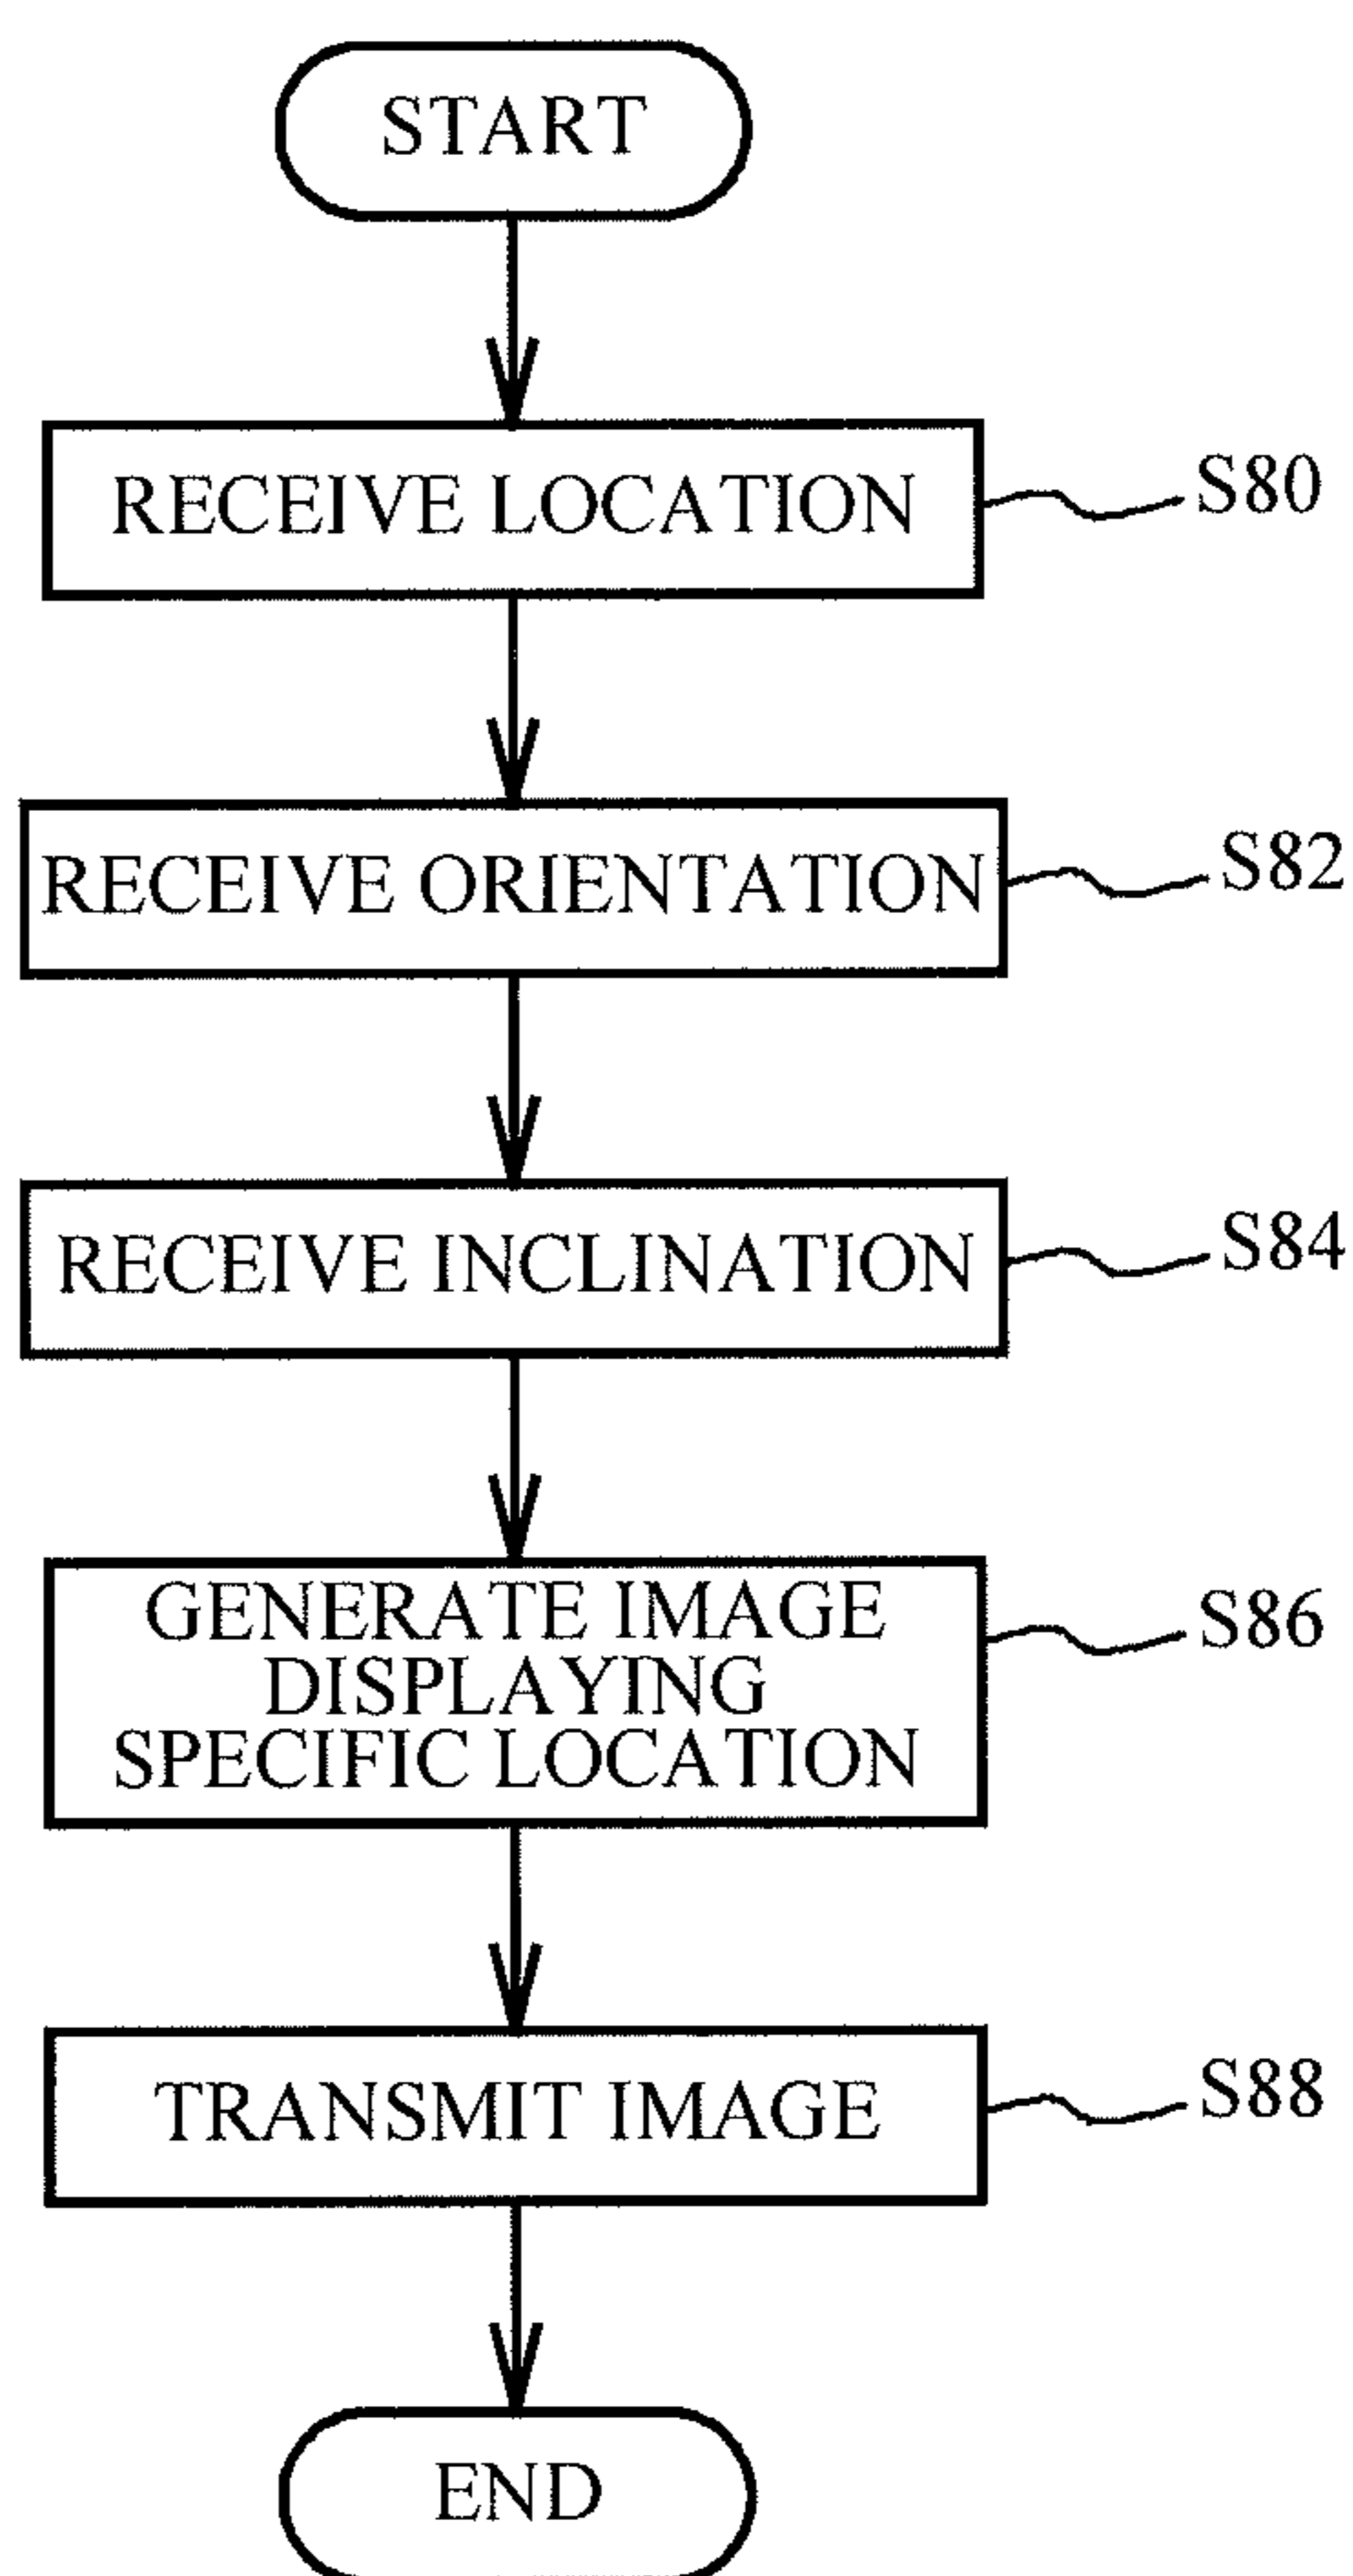 START
RECEIVE LOCATION
S80
RECEIVE ORIENTATION
S82
RECEIVE INCLINATION
S84
GENERATE IMAGE
DISPLAYING
SPECIFIC LOCATION
S86
TRANSMIT IMAGE
S88
END